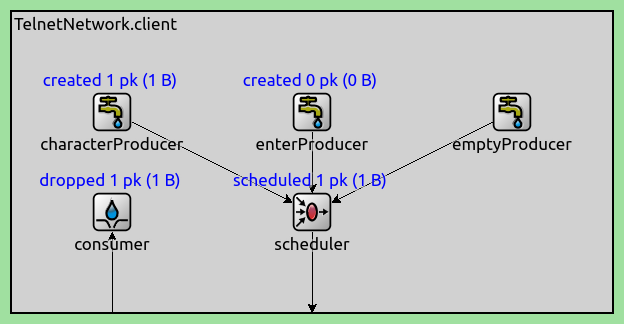 TelnetNetwork.client
created 1 pk (1 B)
created 0 pk (0 B)
characterProducer
enterProducer
emptyProducer
dropped 1 pk (1 B)
scheduled 1 pk (1 B)
consumer
scheduler